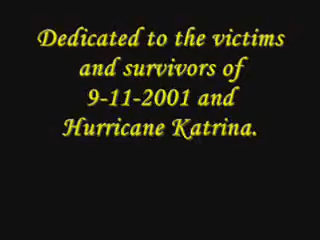 Dedicated to the victims
and survivors of
9-11-2001 and
Hurricane Katrina.